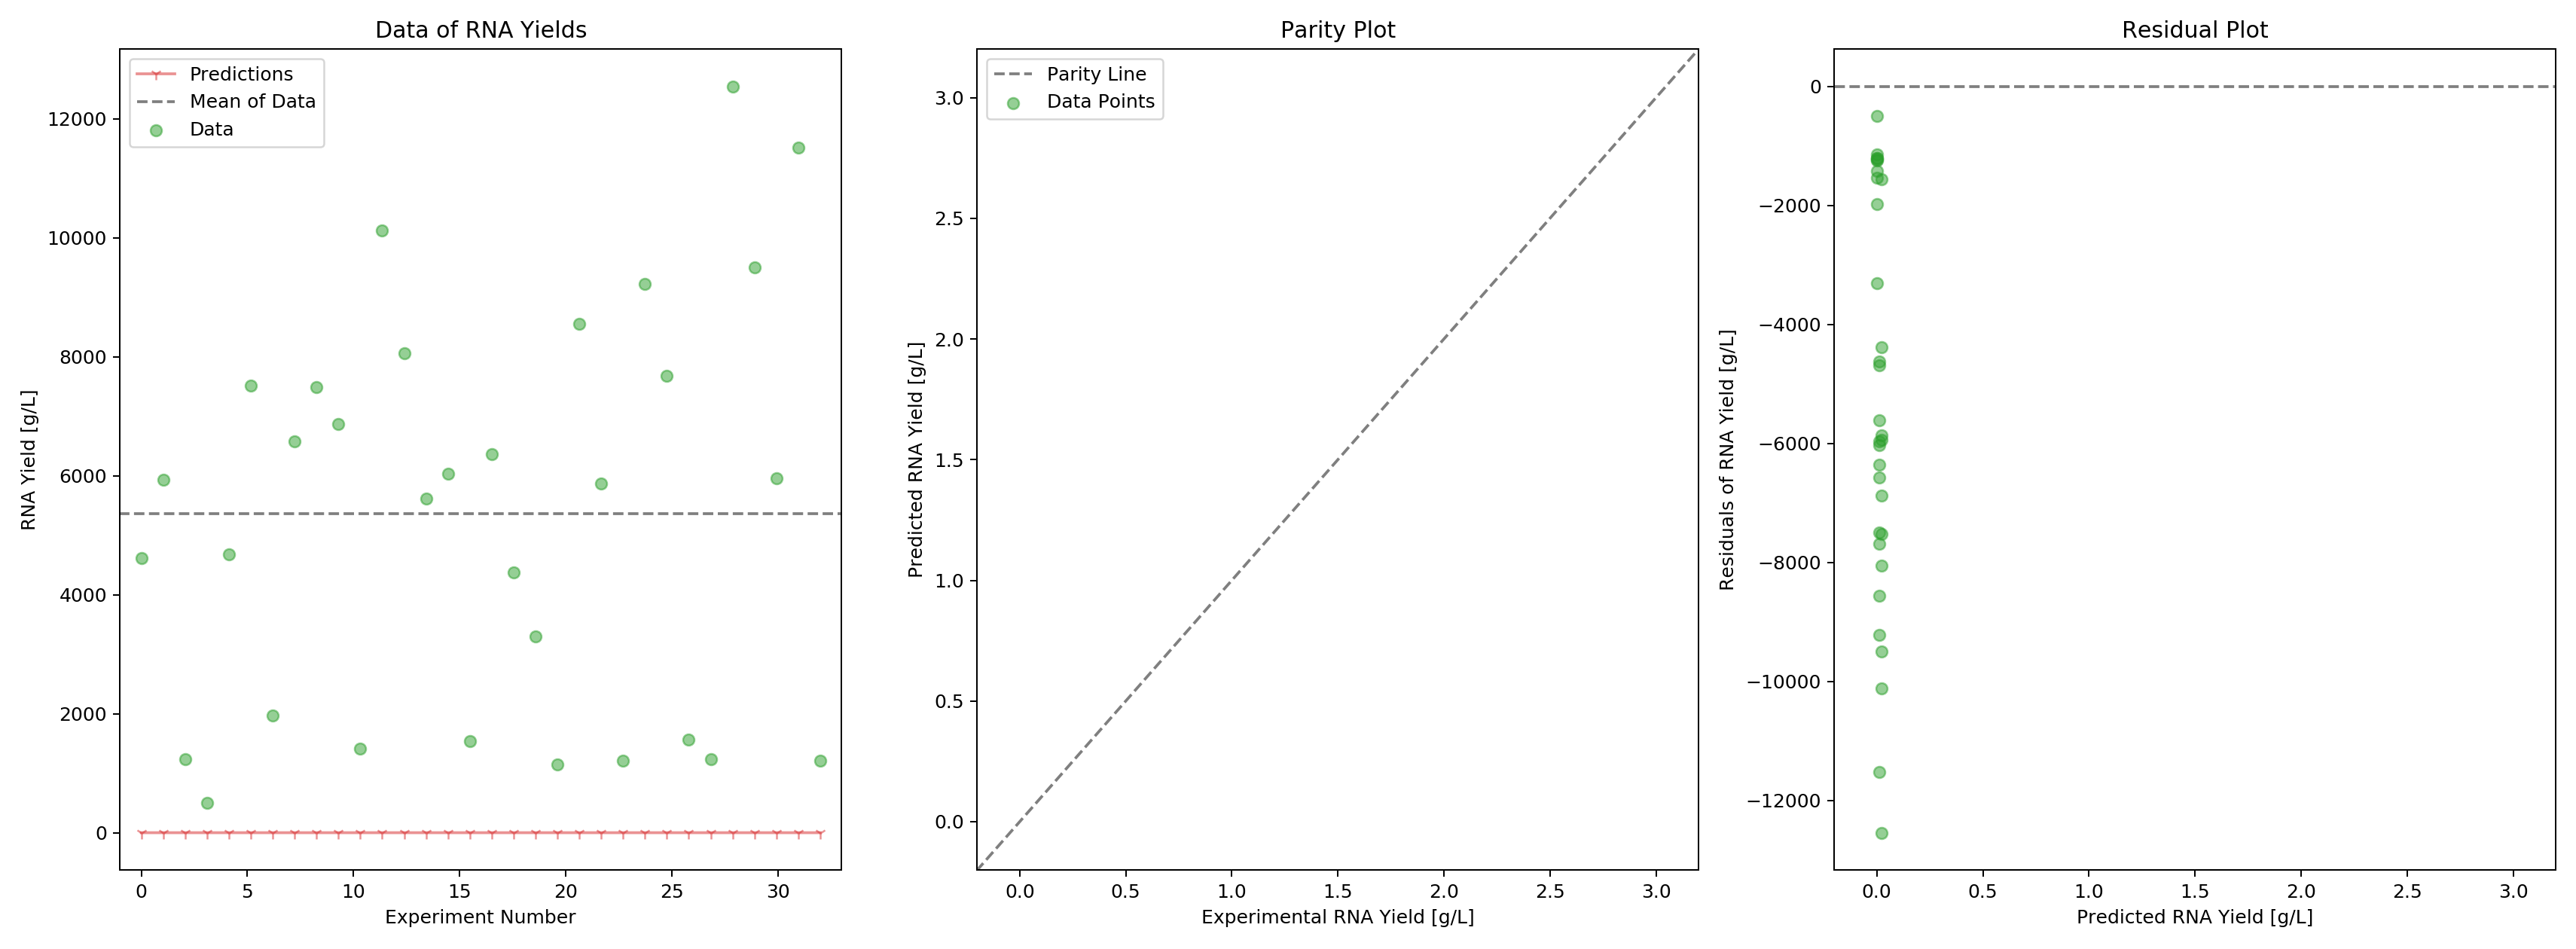 Data of RNA Yields
Predictions
Mean of Data
Data
RNA Yield [g/L]
12000
10000
8000
6000
4000
2000
0
0 5 10 15 20 25 30
Experiment Number
Parity Plot
Parity Line
Data Points
Predicted RNA Yield [g/L]
3.0
2.5
2.0
1.5
1.0
0.5
0.0
0.0 0.5 1.0 1.5 2.0 2.5 3.0
Experimental RNA Yield [g/L]
Residual Plot
Residuals of RNA Yield [g/L]
0
−2000
−4000
−6000
−8000
−10000
−12000
0.0 0.5 1.0 1.5 2.0 2.5 3.0
Predicted RNA Yield [g/L]